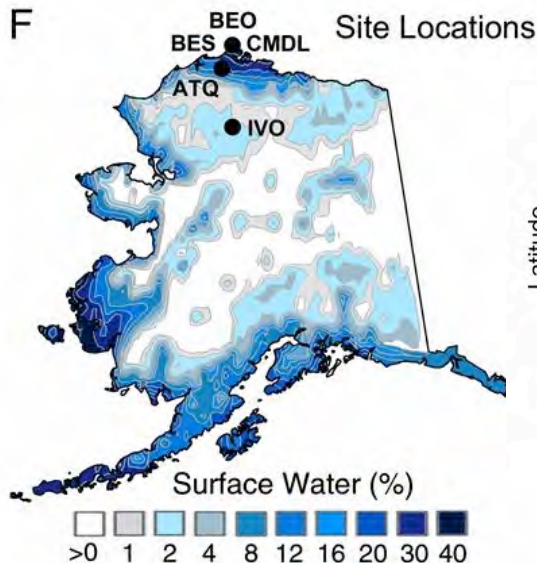 F
Site Locations
BEO
BES
CMDL
ATQ
IVO
Latitude
Surface Water (%)
>0 1 2 4 8 12 16 20 30 40